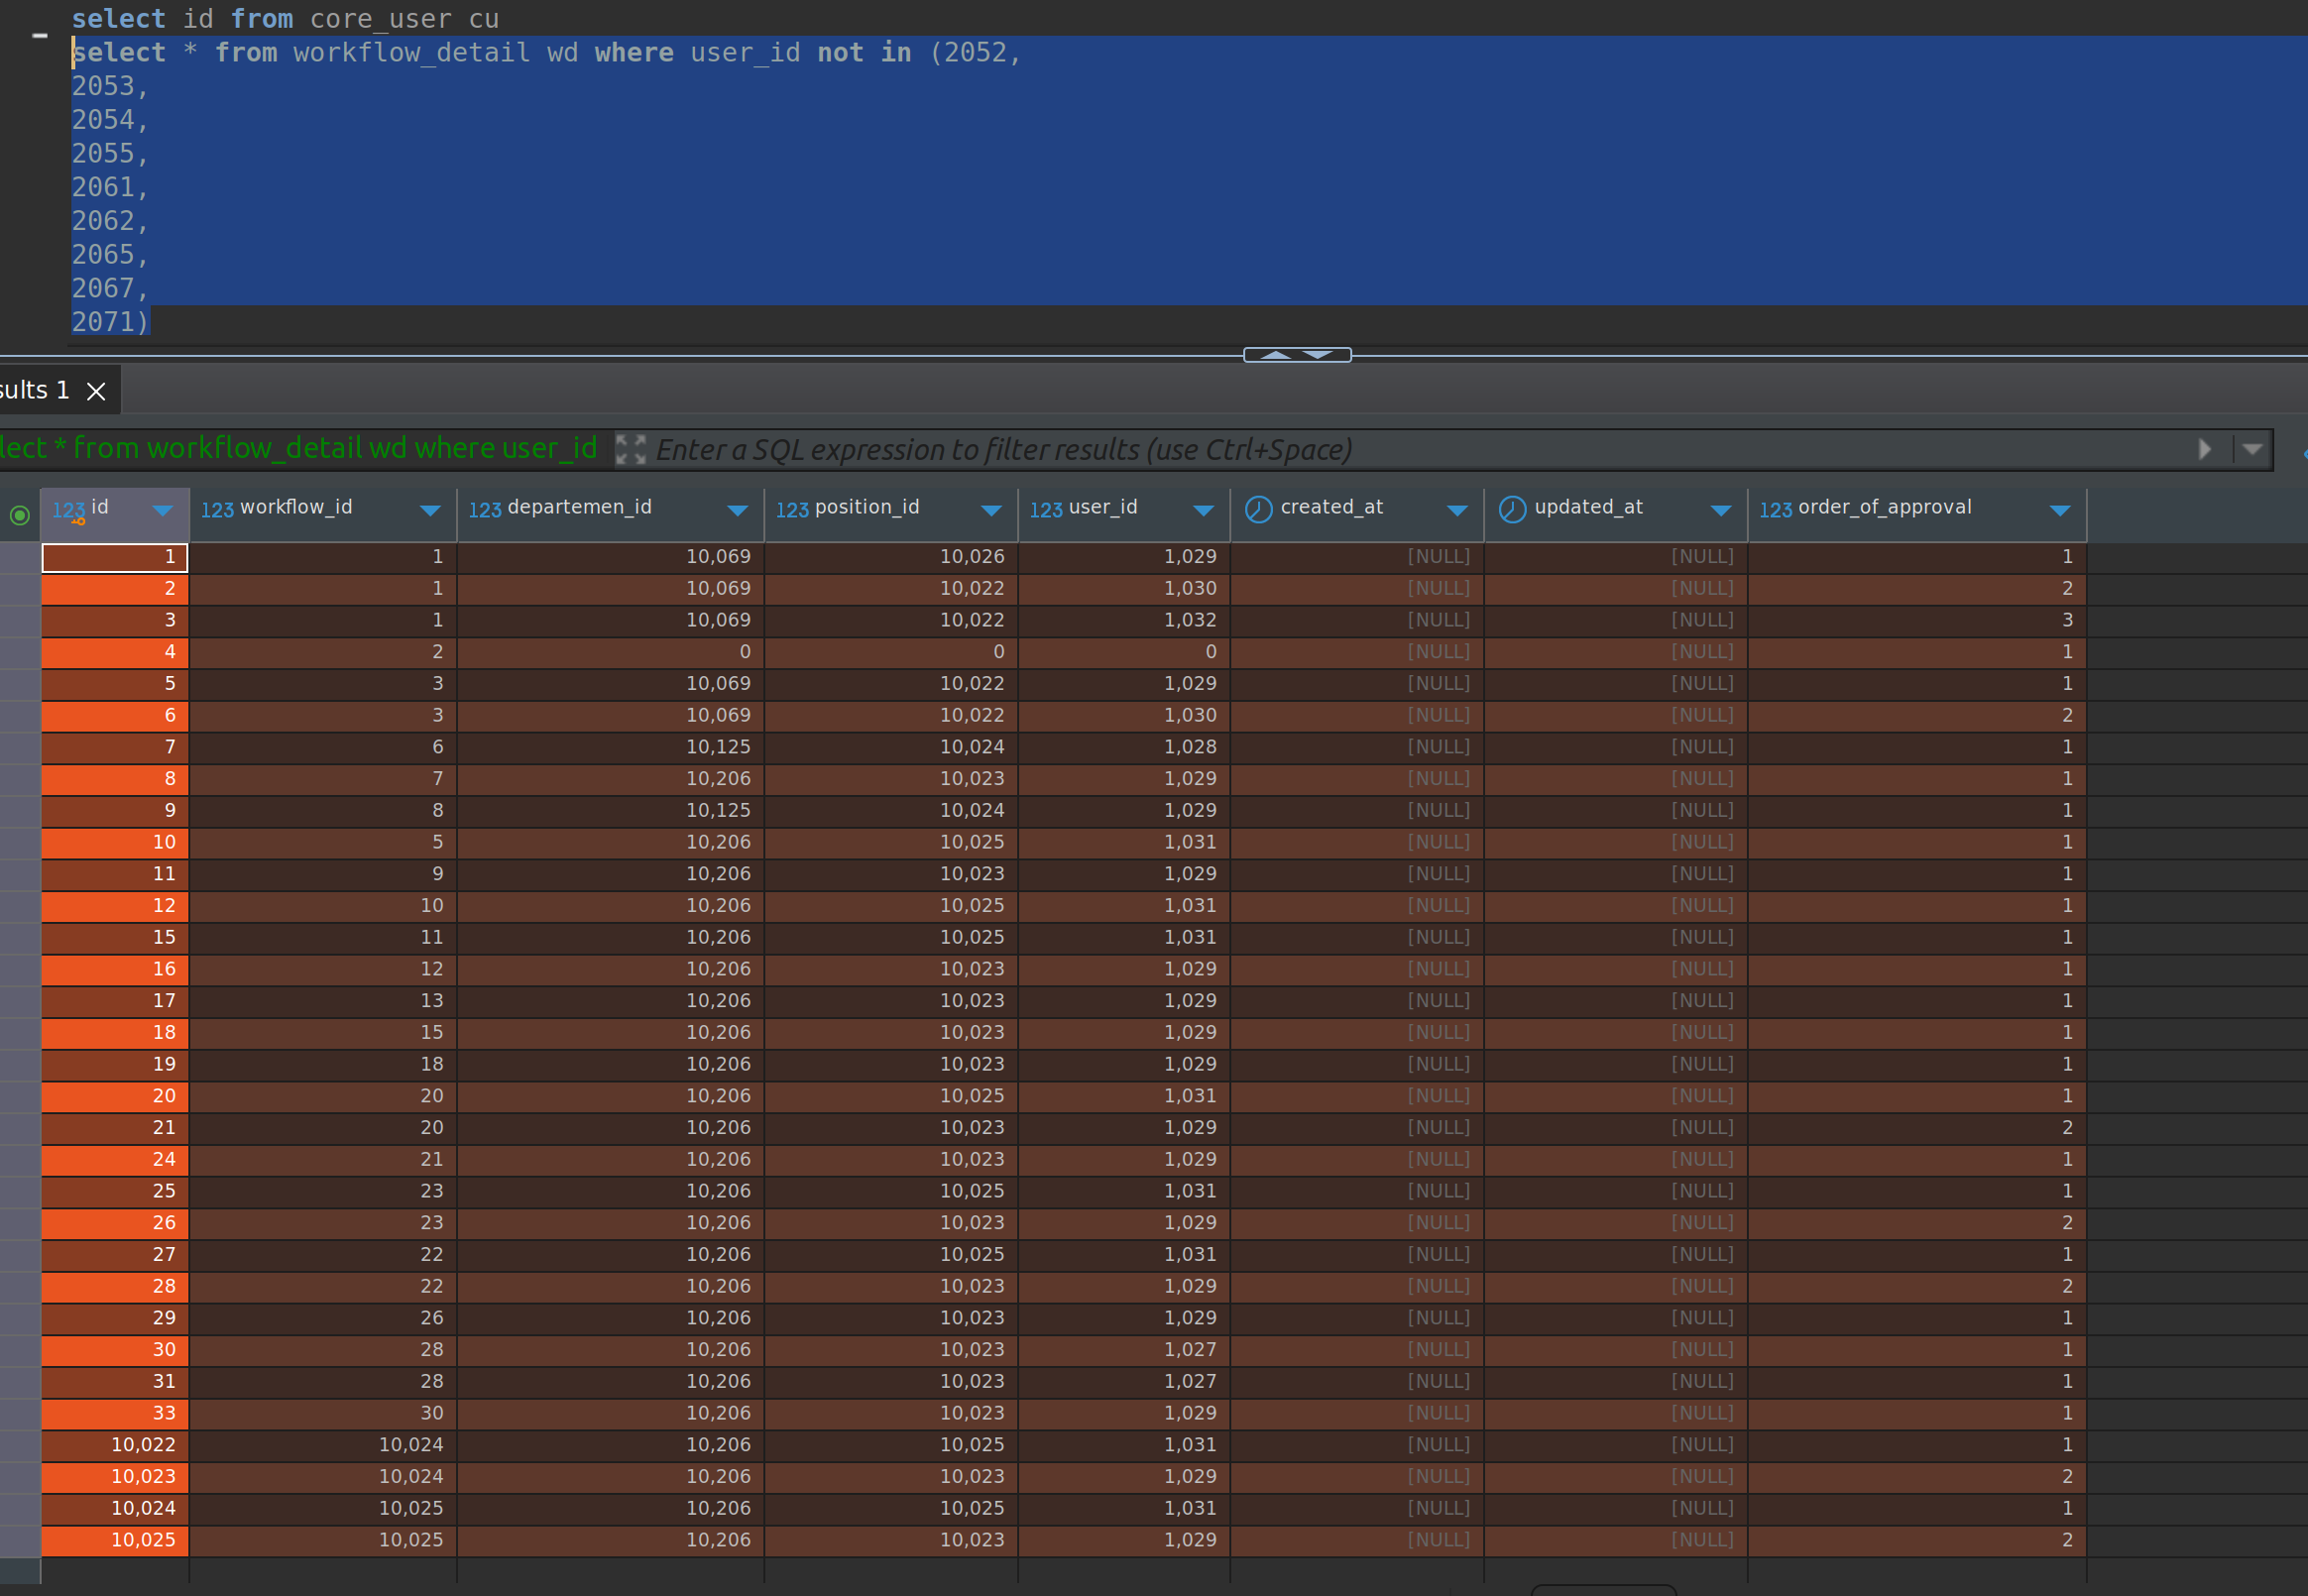 select id from core_user cu
select * from workflow_detail wd where user_id not in (2052,
2053,
2054,
2055,
2061,
2062,
2065,
2067,
2071)
sults 1
lect * from workflow_detail wd where user_id Enter a SQL expression to filter results (use Ctrl+Space)
123 id 123 workflow_id 123 departemen_id 123 position_id 123 user_id created_at updated_at 123 order_of_approval
1 1 10,069 10,026 1,029 [NULL] [NULL] 1
2 1 10,069 10,022 1,030 [NULL] [NULL] 2
3 1 10,069 10,022 1,032 [NULL] [NULL] 3
4 2 0 0 0 [NULL] [NULL] 1
5 3 10,069 10,022 1,029 [NULL] [NULL] 1
6 3 10,069 10,022 1,030 [NULL] [NULL] 2
7 6 10,125 10,024 1,028 [NULL] [NULL] 1
8 7 10,206 10,023 1,029 [NULL] [NULL] 1
9 8 10,125 10,024 1,029 [NULL] [NULL] 1
10 5 10,206 10,025 1,031 [NULL] [NULL] 1
11 9 10,206 10,023 1,029 [NULL] [NULL] 1
12 10 10,206 10,025 1,031 [NULL] [NULL] 1
15 11 10,206 10,025 1,031 [NULL] [NULL] 1
16 12 10,206 10,023 1,029 [NULL] [NULL] 1
17 13 10,206 10,023 1,029 [NULL] [NULL] 1
18 15 10,206 10,023 1,029 [NULL] [NULL] 1
19 18 10,206 10,023 1,029 [NULL] [NULL] 1
20 20 10,206 10,025 1,031 [NULL] [NULL] 1
21 20 10,206 10,023 1,029 [NULL] [NULL] 2
24 21 10,206 10,023 1,029 [NULL] [NULL] 1
25 23 10,206 10,025 1,031 [NULL] [NULL] 1
26 23 10,206 10,023 1,029 [NULL] [NULL] 2
27 22 10,206 10,025 1,031 [NULL] [NULL] 1
28 22 10,206 10,023 1,029 [NULL] [NULL] 2
29 26 10,206 10,023 1,029 [NULL] [NULL] 1
30 28 10,206 10,023 1,027 [NULL] [NULL] 1
31 28 10,206 10,023 1,027 [NULL] [NULL] 1
33 30 10,206 10,023 1,029 [NULL] [NULL] 1
10,022 10,024 10,206 10,025 1,031 [NULL] [NULL] 1
10,023 10,024 10,206 10,023 1,029 [NULL] [NULL] 2
10,024 10,025 10,206 10,025 1,031 [NULL] [NULL] 1
10,025 10,025 10,206 10,023 1,029 [NULL] [NULL] 2